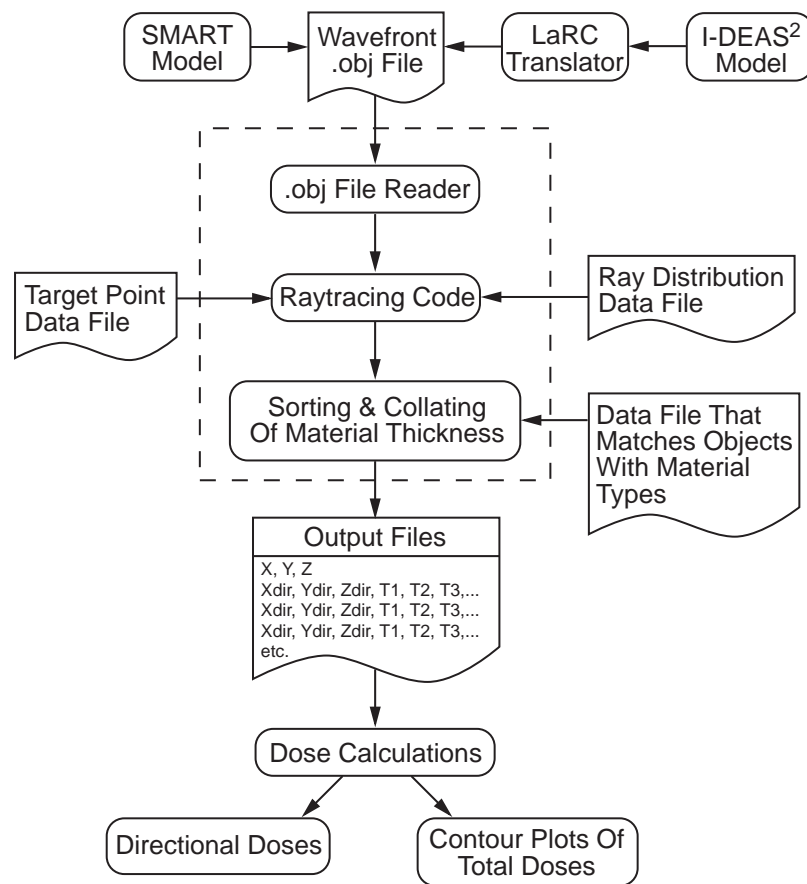 SMART
Model
Wavefront
.obj File
LaRC
Translator
I-DEAS²
Model
.obj File Reader
Target Point
Data File
Raytracing Code
Ray Distribution
Data File
Sorting & Collating
Of Material Thickness
Data File That
Matches Objects
With Material
Types
Output Files
X, Y, Z
Xdir, Ydir, Zdir, T1, T2, T3,...
Xdir, Ydir, Zdir, T1, T2, T3,...
Xdir, Ydir, Zdir, T1, T2, T3,...
etc.
Dose Calculations
Directional Doses
Contour Plots Of
Total Doses